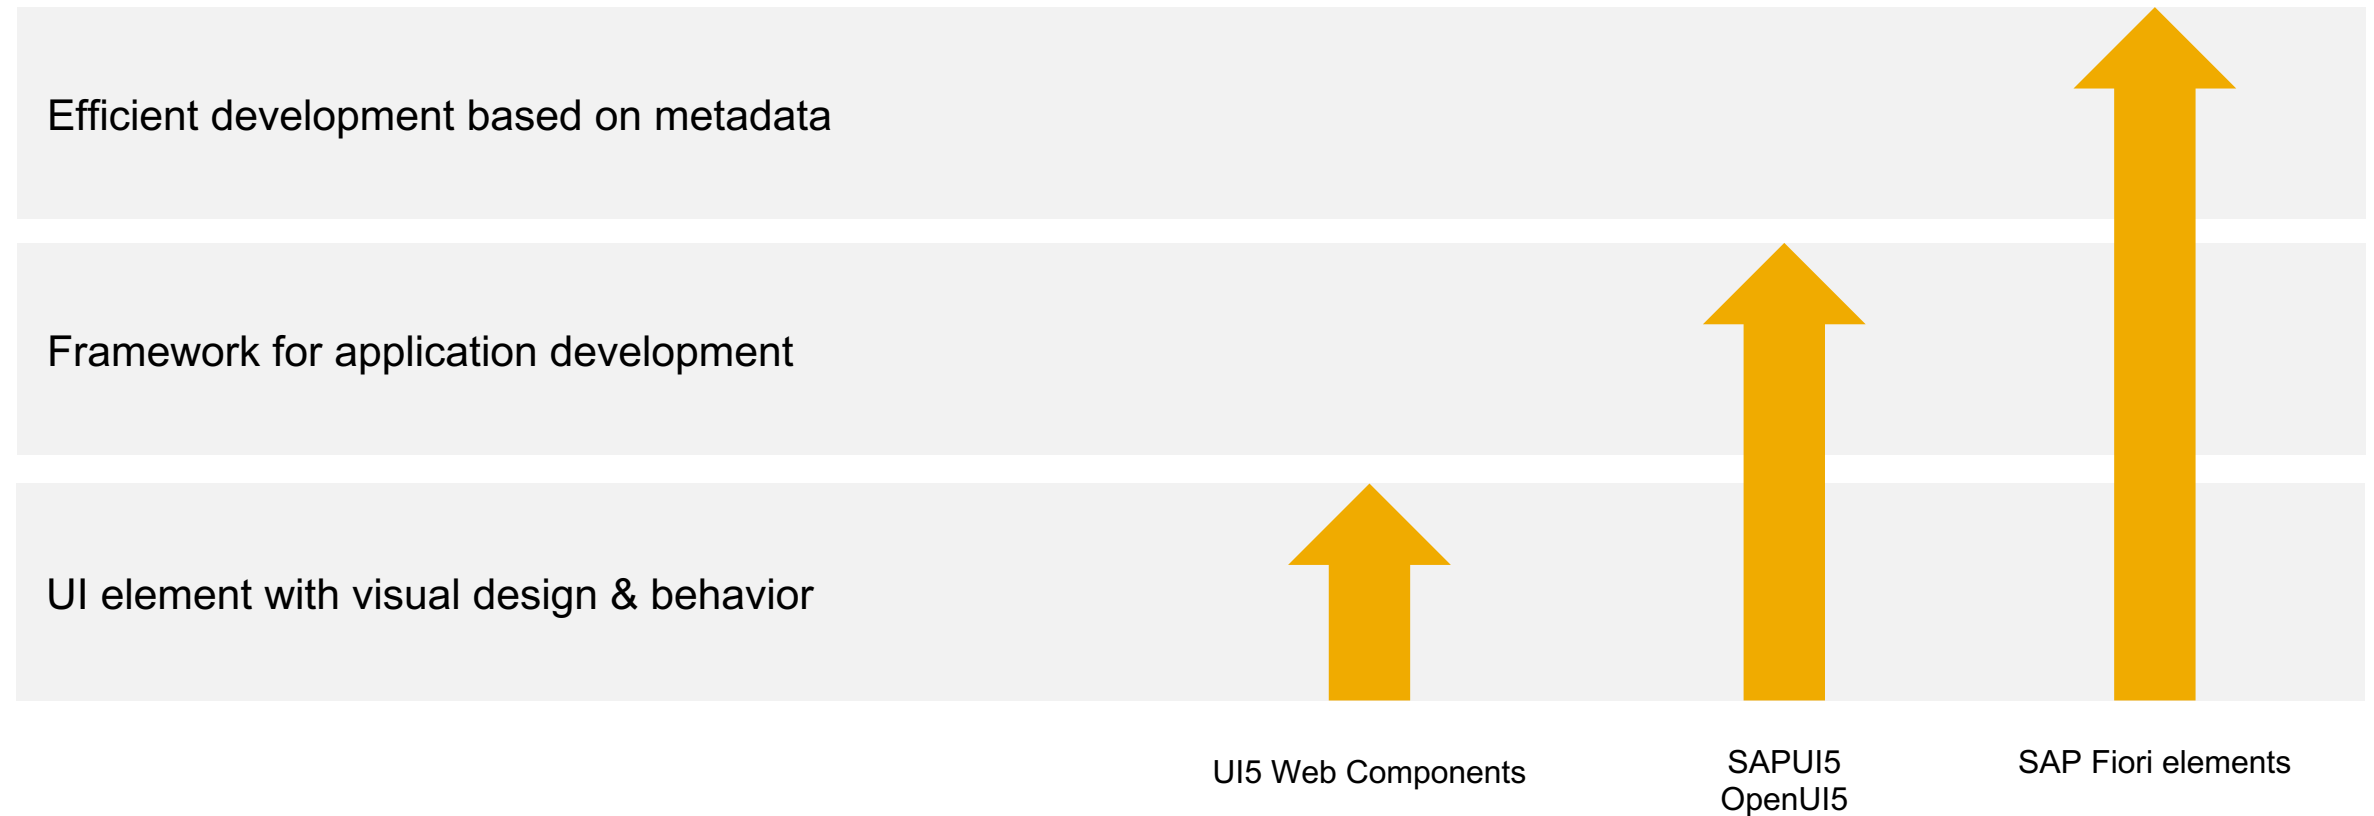 Efficient development based on metadata
Framework for application development
UI element with visual design & behavior
UI5 Web Components
SAPUI5
OpenUI5
SAP Fiori elements